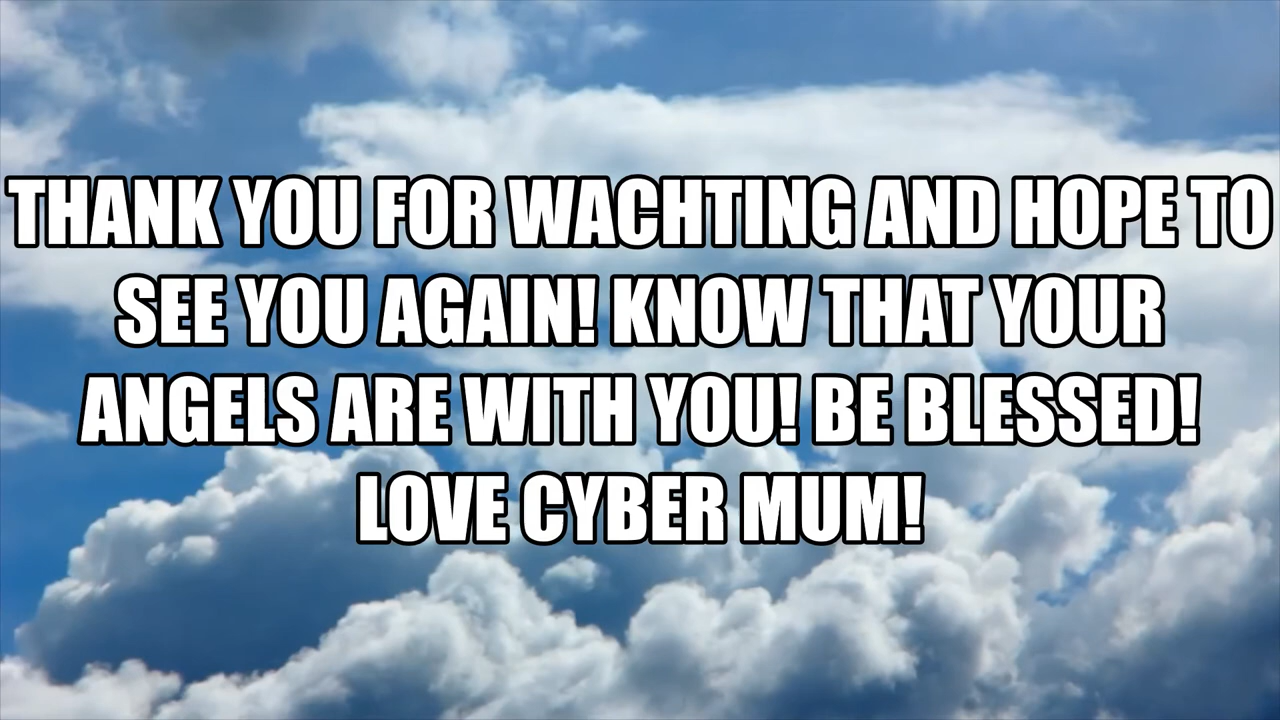 THANK YOU FOR WACHTING AND HOPE TO
SEE YOU AGAIN! KNOW THAT YOUR
ANGELS ARE WITH YOU! BE BLESSED!
LOVE CYBER MUM!